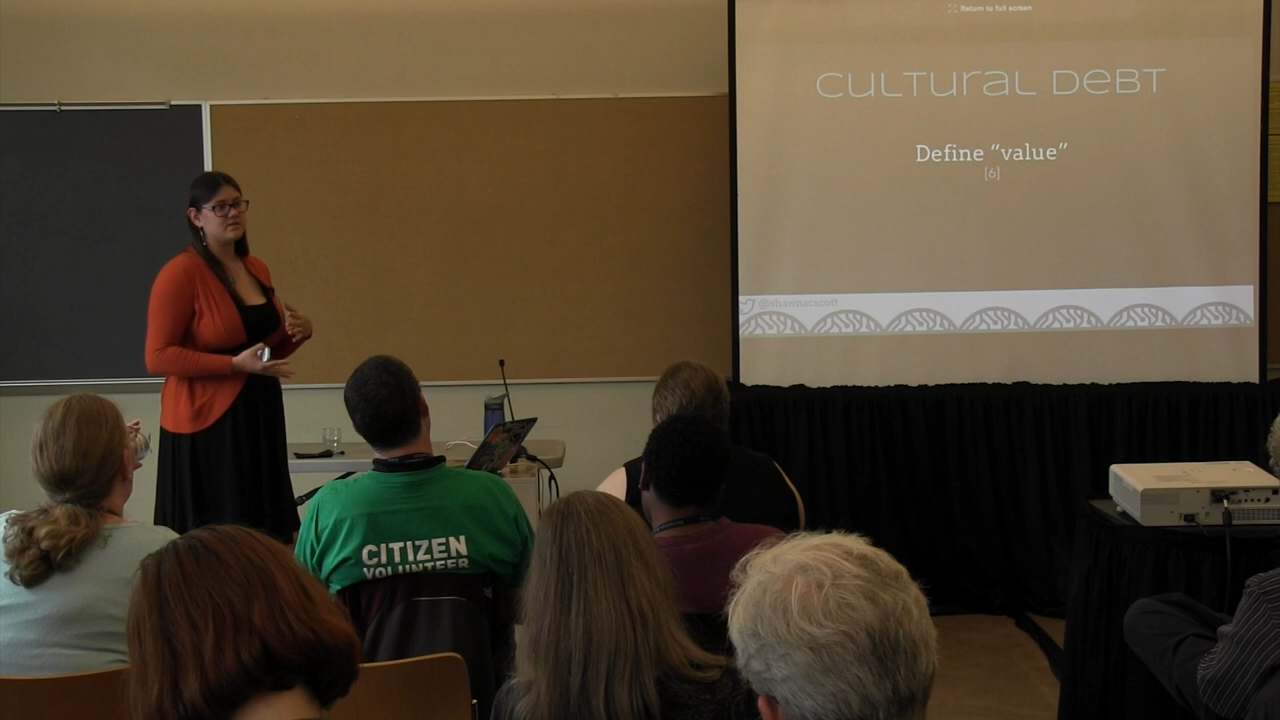 Return to full screen
CULTURAL DEBT
Define “value”
[6]
@shawnacscott
CITIZEN
VOLUNTEER